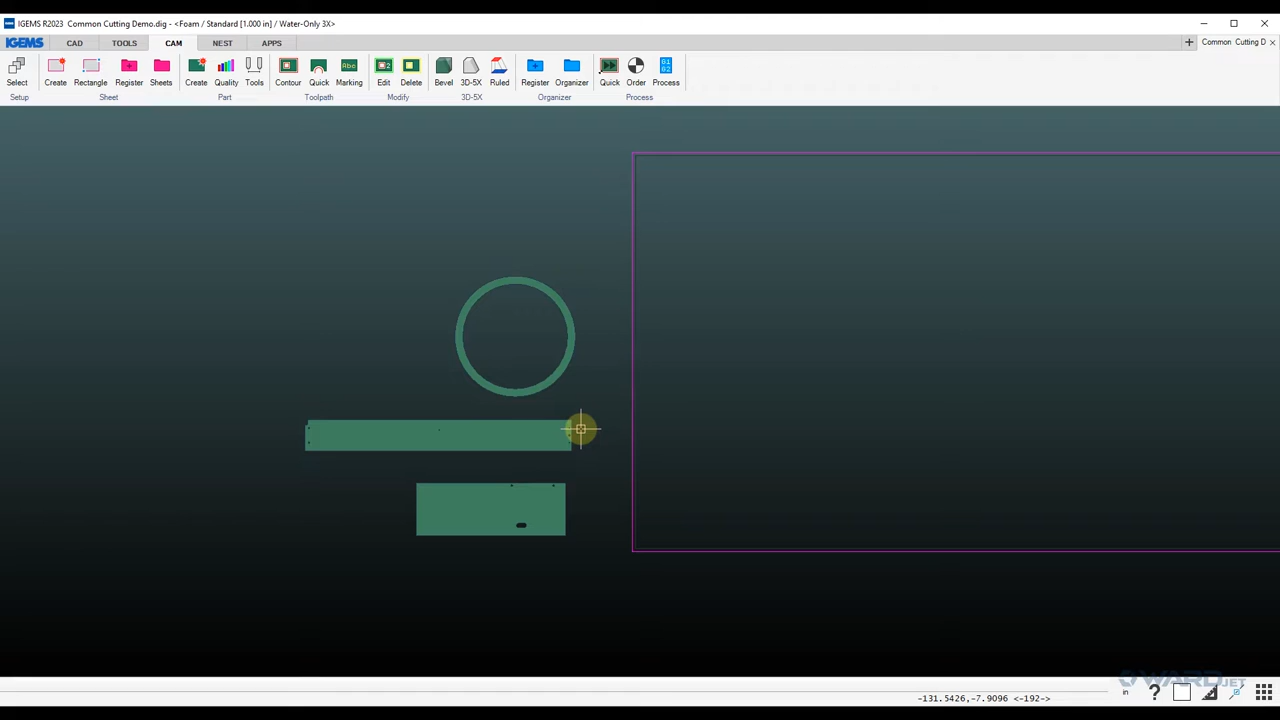 IGEMS R2023 Common Cutting Demo.dig - <Foam / Standard [1.000 in] / Water-Only 3X>
IGEMS CAD TOOLS CAM NEST APPS + Common Cutting D ×
Select Create Rectangle Register Sheets Create Quality Tools Contour Quick Marking Edit Delete Bevel 3D-5X Ruled Register Organizer Quick Order Process
Setup Sheet Part Toolpath Modify 3D-5X Organizer Process
WARDJET
-131.5426,-7.9096 <-192-> in ?